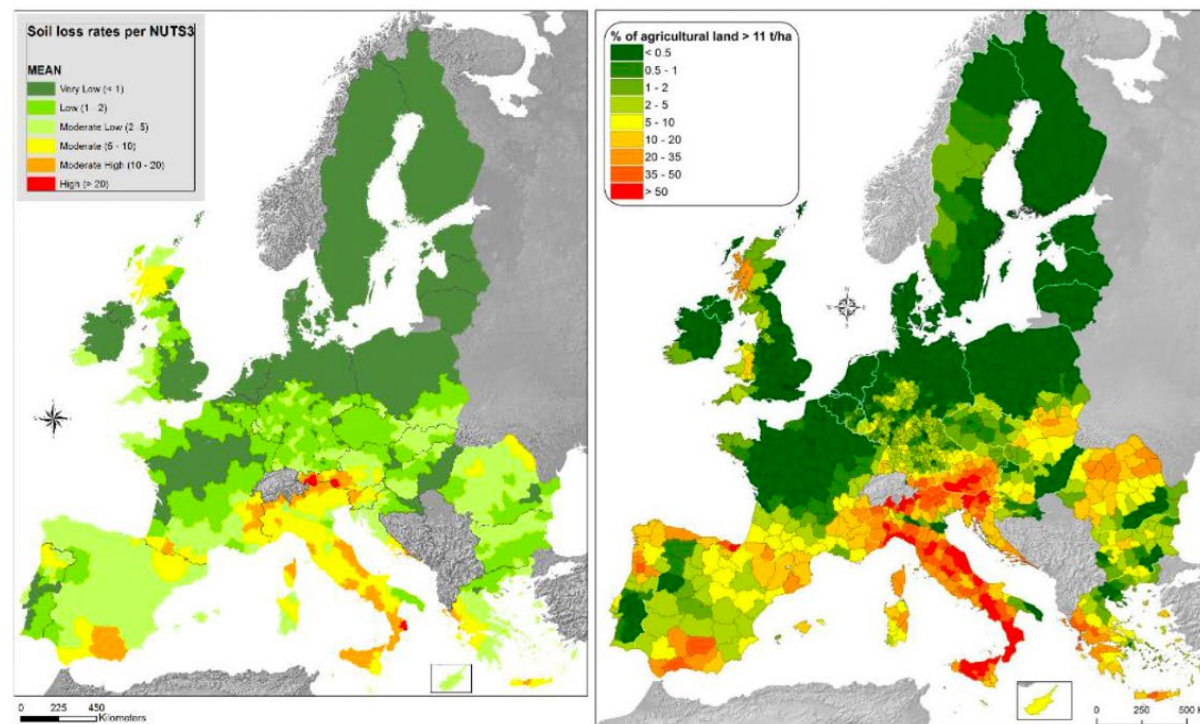 Soil loss rates per NUTS3
MEAN
Very Low (< 1)
Low (1 - 2)
Moderate Low (2 - 5)
Moderate (5 - 10)
Moderate High (10 - 20)
High (> 20)
0 225 450
Kilometers
% of agricultural land > 11 t/ha
< 0.5
0.5 - 1
1 - 2
2 - 5
5 - 10
10 - 20
20 - 35
35 - 50
> 50
N
0 250 500